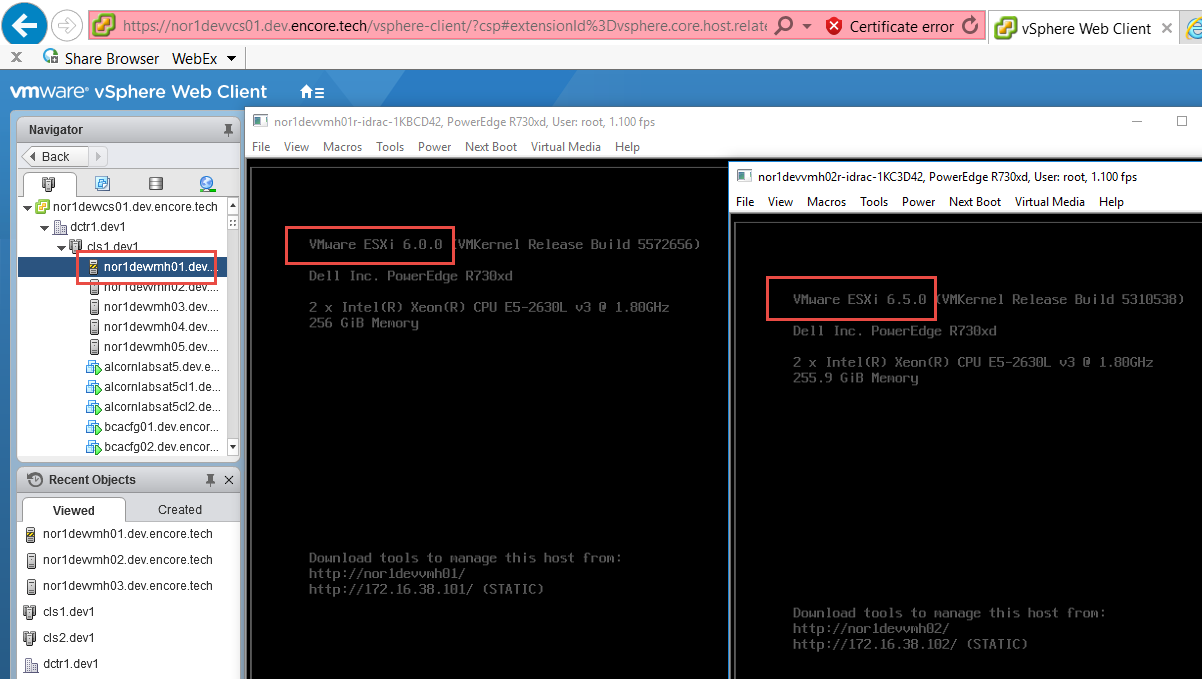 https://nor1devvcs01.dev.encore.tech/vsphere-client/?csp#extensionId%3Dvsphere.core.host.relate
Certificate error
vSphere Web Client
Share Browser WebEx
vmware® vSphere Web Client
Navigator
Back
nor1devvcs01.dev.encore.tech
dctr1.dev1
cls1.dev1
nor1devvmh01.dev....
nor1devvmh02.dev....
nor1devvmh03.dev....
nor1devvmh04.dev....
nor1devvmh05.dev....
alcornlabsat5.dev.e...
alcornlabsat5cl1.de...
alcornlabsat5cl2.de...
bcacfg01.dev.encor...
bcacfg02.dev.encor...
Recent Objects
Viewed Created
nor1devvmh01.dev.encore.tech
nor1devvmh02.dev.encore.tech
nor1devvmh03.dev.encore.tech
cls1.dev1
cls2.dev1
dctr1.dev1
nor1devvmh01r-idrac-1KBCD42, PowerEdge R730xd, User: root, 1.100 fps
File View Macros Tools Power Next Boot Virtual Media Help
VMware ESXi 6.0.0 (VMKernel Release Build 5572656)
Dell Inc. PowerEdge R730xd
2 x Intel(R) Xeon(R) CPU E5-2630L v3 @ 1.80GHz
256 GiB Memory
Download tools to manage this host from:
http://nor1devvmh01/
http://172.16.38.101/ (STATIC)
nor1devvmh02r-idrac-1KC3D42, PowerEdge R730xd, User: root, 1.100 fps
File View Macros Tools Power Next Boot Virtual Media Help
VMware ESXi 6.5.0 (VMKernel Release Build 5310538)
Dell Inc. PowerEdge R730xd
2 x Intel(R) Xeon(R) CPU E5-2630L v3 @ 1.80GHz
255.9 GiB Memory
Download tools to manage this host from:
http://nor1devvmh02/
http://172.16.38.102/ (STATIC)